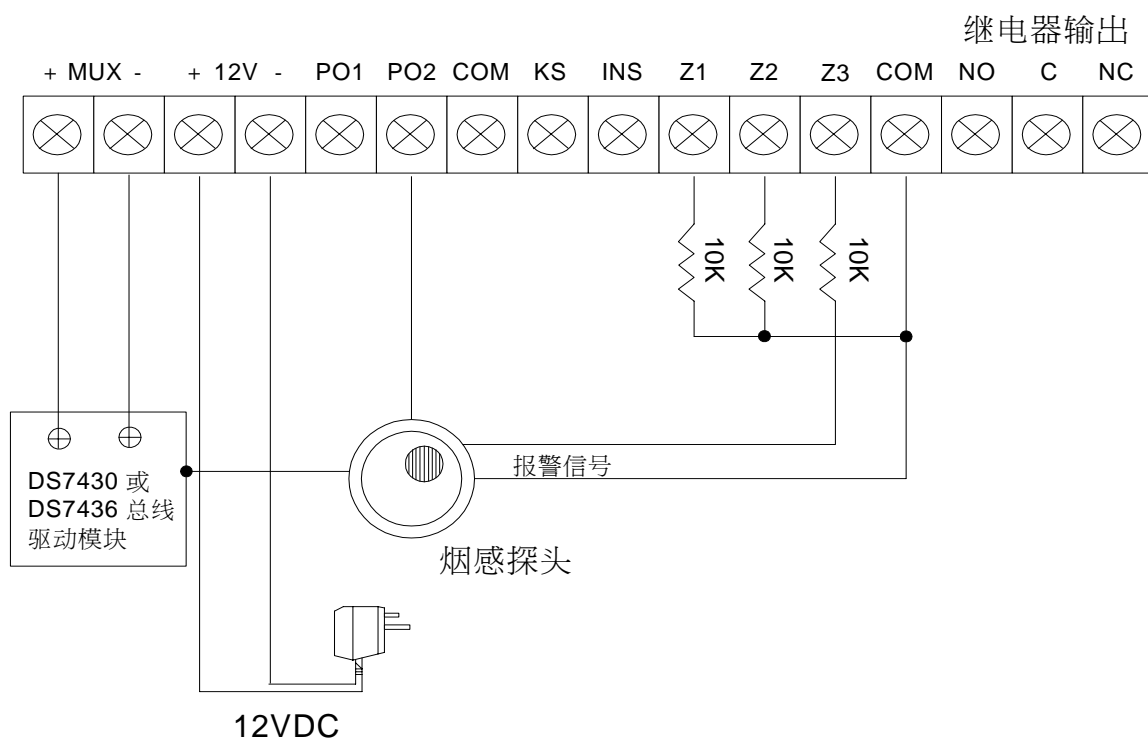 继电器输出
+ MUX - + 12V - PO1 PO2 COM KS INS Z1 Z2 Z3 COM NO C NC
10K 10K 10K
报警信号
DS7430 或
DS7436 总线
驱动模块
烟感探头
12VDC